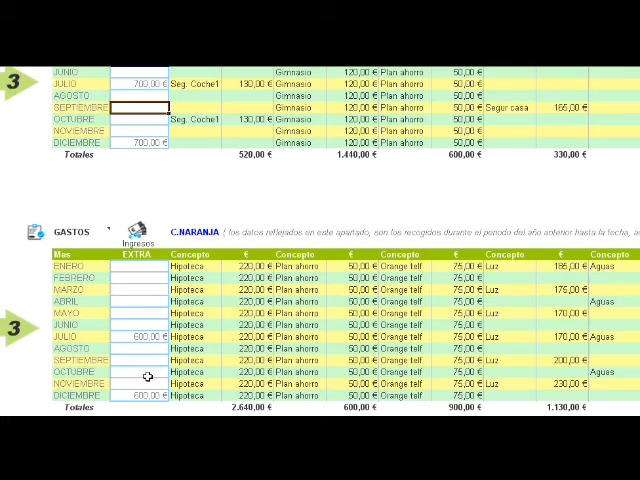 JUNIO Gimnasio 120,00 € Plan ahorro 50,00 €
3
JULIO 700,00 € Seg. Coche1 130,00 € Gimnasio 120,00 € Plan ahorro 50,00 €
AGOSTO Gimnasio 120,00 € Plan ahorro 50,00 €
SEPTIEMBRE Gimnasio 120,00 € Plan ahorro 50,00 € Segur casa 165,00 €
OCTUBRE Seg. Coche1 130,00 € Gimnasio 120,00 € Plan ahorro 50,00 €
NOVIEMBRE Gimnasio 120,00 € Plan ahorro 50,00 €
DICIEMBRE 700,00 € Gimnasio 120,00 € Plan ahorro 50,00 €
Totales 520,00 € 1.440,00 € 600,00 € 330,00 €
GASTOS C.NARANJA ( los datos reflejados en este apartado, son los recogidos durante el periodo del año anterior hasta la fecha,
Ingresos
Mes EXTRA Concepto € Concepto € Concepto € Concepto € Concepto
ENERO Hipoteca 220,00 € Plan ahorro 50,00 € Orange telf 75,00 € Luz 185,00 € Aguas
FEBRERO Hipoteca 220,00 € Plan ahorro 50,00 € Orange telf 75,00 €
MARZO Hipoteca 220,00 € Plan ahorro 50,00 € Orange telf 75,00 € Luz 175,00 €
ABRIL Hipoteca 220,00 € Plan ahorro 50,00 € Orange telf 75,00 € Aguas
MAYO Hipoteca 220,00 € Plan ahorro 50,00 € Orange telf 75,00 € Luz 170,00 €
JUNIO Hipoteca 220,00 € Plan ahorro 50,00 € Orange telf 75,00 €
3
JULIO 600,00 € Hipoteca 220,00 € Plan ahorro 50,00 € Orange telf 75,00 € Luz 170,00 € Aguas
AGOSTO Hipoteca 220,00 € Plan ahorro 50,00 € Orange telf 75,00 €
SEPTIEMBRE Hipoteca 220,00 € Plan ahorro 50,00 € Orange telf 75,00 € Luz 200,00 €
OCTUBRE Hipoteca 220,00 € Plan ahorro 50,00 € Orange telf 75,00 € Aguas
NOVIEMBRE Hipoteca 220,00 € Plan ahorro 50,00 € Orange telf 75,00 € Luz 230,00 €
DICIEMBRE 600,00 € Hipoteca 220,00 € Plan ahorro 50,00 € Orange telf 75,00 €
Totales 2.640,00 € 600,00 € 900,00 € 1.130,00 €